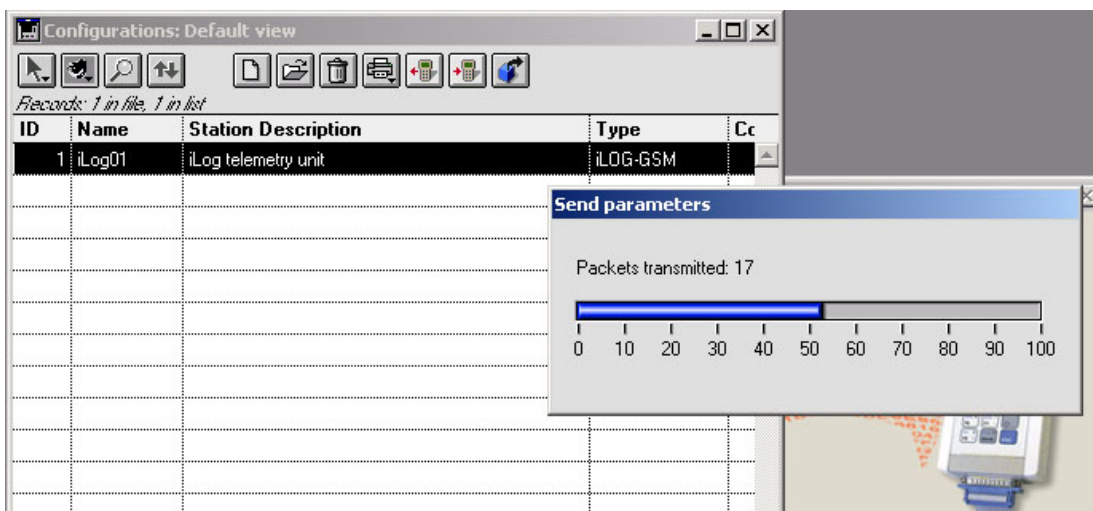 Configurations: Default view
Records: 1 in file, 1 in list
ID Name Station Description Type Cc
1 iLog01 iLog telemetry unit iLOG-GSM
Send parameters
Packets transmitted: 17
0 10 20 30 40 50 60 70 80 90 100